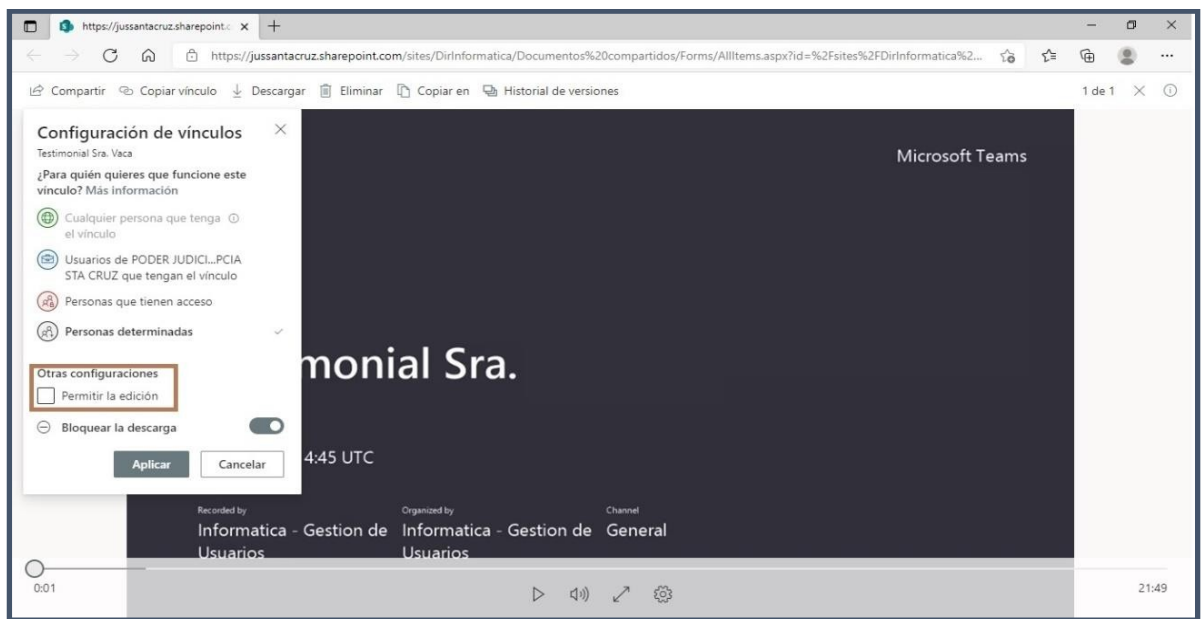 https://jussantacruz.sharepoint.c
https://jussantacruz.sharepoint.com/sites/DirInformatica/Documentos%20compartidos/Forms/AllItems.aspx?id=%2Fsites%2FDirInformatica%2...
Compartir Copiar vínculo Descargar Eliminar Copiar en Historial de versiones 1 de 1
Configuración de vínculos
Testimonial Sra. Vaca
¿Para quién quieres que funcione este
vínculo? Más información
Cualquier persona que tenga
el vínculo
Usuarios de PODER JUDICI...PCIA
STA CRUZ que tengan el vínculo
Personas que tienen acceso
Personas determinadas
Otras configuraciones
Permitir la edición
Bloquear la descarga
Aplicar Cancelar
Microsoft Teams
monial Sra.
4:45 UTC
Recorded by Organized by Channel
Informatica - Gestion de Informatica - Gestion de General
Usuarios Usuarios
0:01 21:49